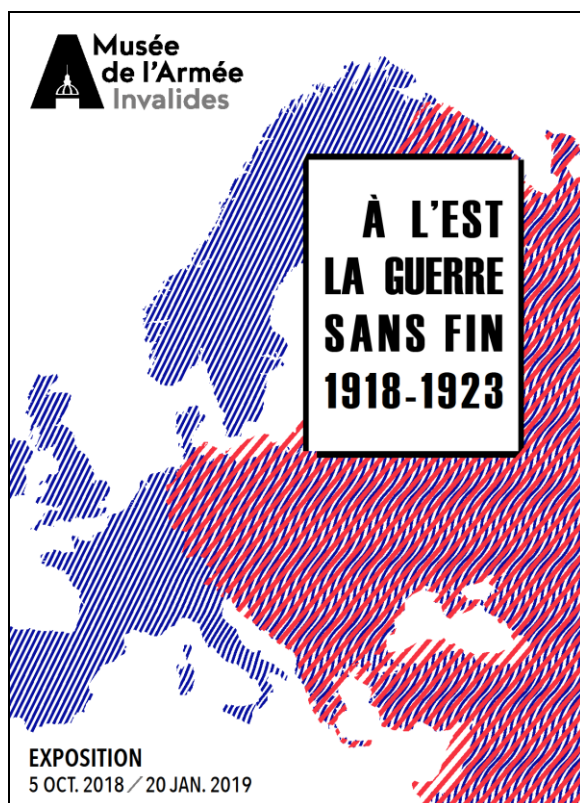 Musée
de l'Armée
Invalides
À L'EST
LA GUERRE
SANS FIN
1918-1923
EXPOSITION
5 OCT. 2018 / 20 JAN. 2019